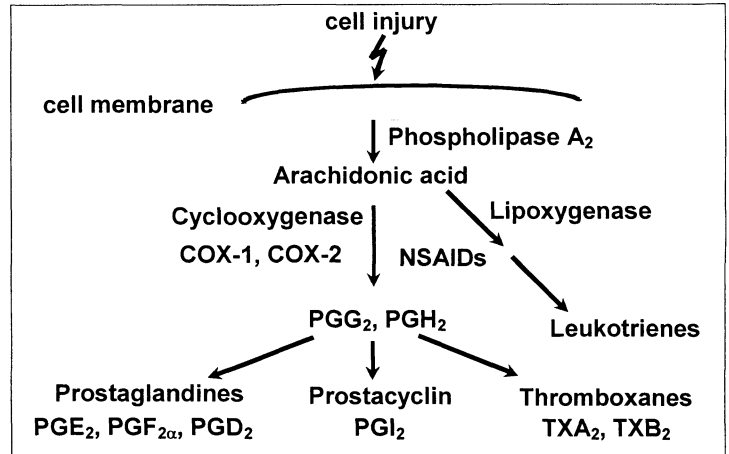 cell injury
cell membrane
Phospholipase A₂
Arachidonic acid
Cyclooxygenase
Lipoxygenase
COX-1, COX-2
NSAIDs
PGG₂, PGH₂
Leukotrienes
Prostaglandines
Prostacyclin
Thromboxanes
PGE₂, PGF₂α, PGD₂
PGI₂
TXA₂, TXB₂